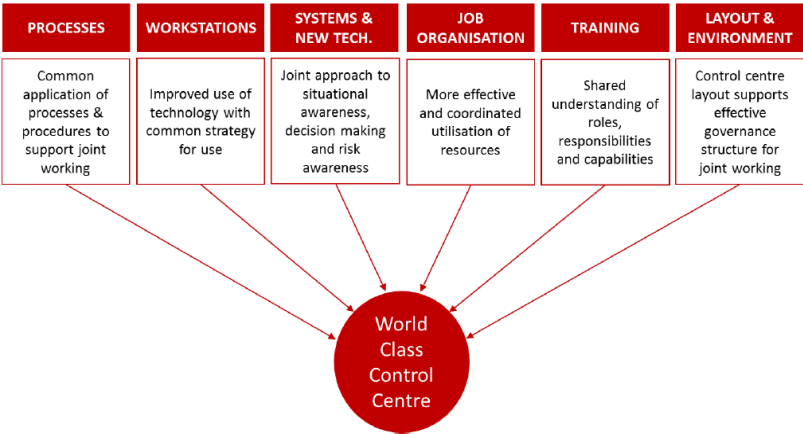 PROCESSES
WORKSTATIONS
SYSTEMS &
NEW TECH.
JOB
ORGANISATION
TRAINING
LAYOUT &
ENVIRONMENT
Common
application of
processes &
procedures to
support joint
working
Improved use of
technology with
common strategy
for use
Joint approach to
situational
awareness,
decision making
and risk
awareness
More effective
and coordinated
utilisation of
resources
Shared
understanding of
roles,
responsibilities
and capabilities
Control centre
layout supports
effective
governance
structure for
joint working
World
Class
Control
Centre